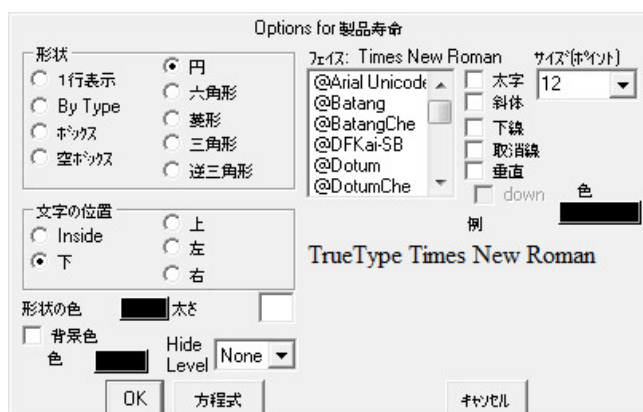 Options for 製品寿命
形状
1行表示
By Type
ﾎﾞｯｸｽ
空ﾎﾞｯｸｽ
円
六角形
菱形
三角形
逆三角形
ﾌｪｲｽ: Times New Roman
@Arial Unicode
@Batang
@BatangChe
@DFKai-SB
@Dotum
@DotumChe
太字
斜体
下線
取消線
垂直
down
ｻｲｽﾞ(ﾎﾟｲﾝﾄ)
12
色
文字の位置
Inside
下
上
左
右
例
TrueType Times New Roman
形状の色
太さ
背景色
色
Hide Level
None
OK
方程式
ｷｬﾝｾﾙ